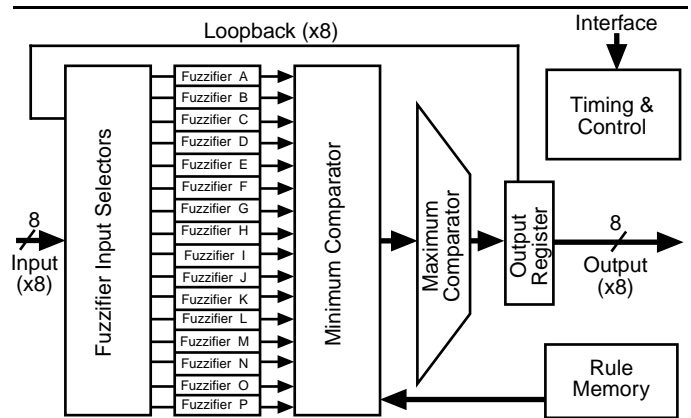 Loopback (x8)
Interface
Timing &
Control
Fuzzifier Input Selectors
Fuzzifier A
Fuzzifier B
Fuzzifier C
Fuzzifier D
Fuzzifier E
Fuzzifier F
Fuzzifier G
Fuzzifier H
Fuzzifier I
Fuzzifier J
Fuzzifier K
Fuzzifier L
Fuzzifier M
Fuzzifier N
Fuzzifier O
Fuzzifier P
Minimum Comparator
Maximum
Comparator
Output
Register
8
Input
(x8)
8
Output
(x8)
Rule
Memory